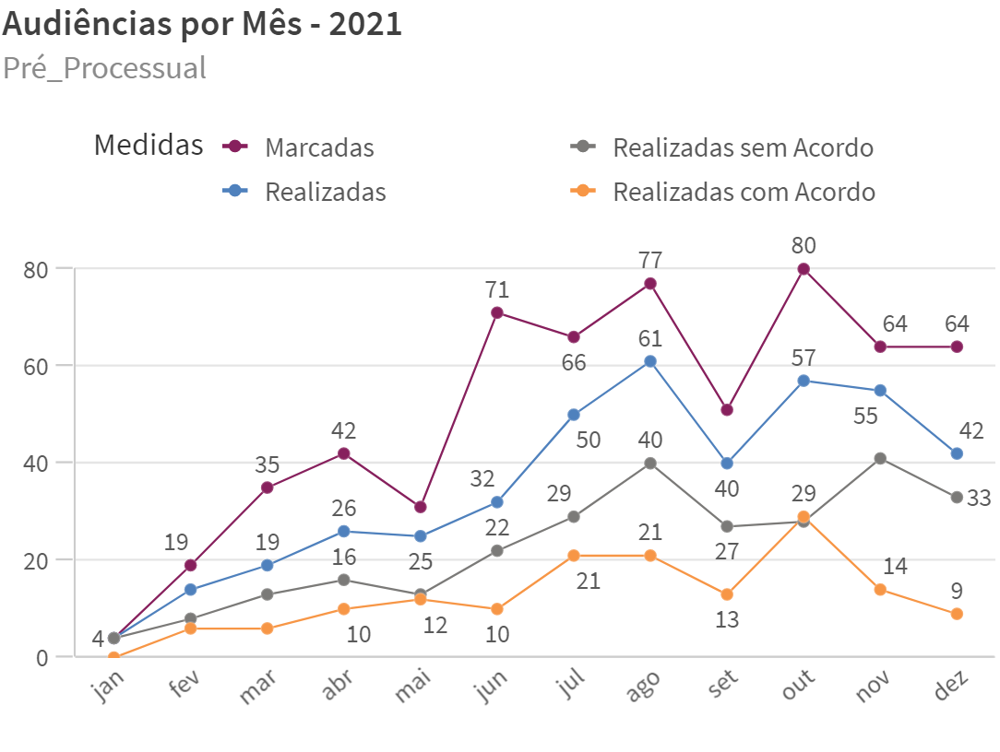 Audiências por Mês - 2021
Pré_Processual
Medidas
Marcadas
Realizadas sem Acordo
Realizadas
Realizadas com Acordo
80
77
80
71
64
64
61
60
66
57
55
42
50
40
42
35
40
32
29
40
29
33
26
22
19
19
16
25
21
27
20
21
14
9
4
10
12
10
13
0
jan
fev
mar
abr
mai
jun
jul
ago
set
out
nov
dez